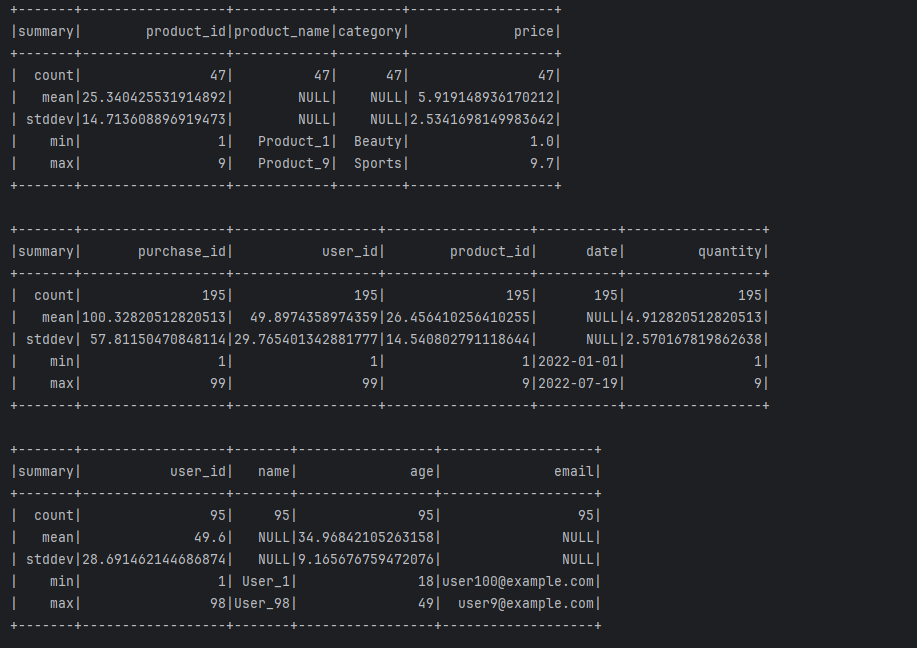 +-------+------------------+------------+--------+------------------+
|summary|        product_id|product_name|category|             price|
+-------+------------------+------------+--------+------------------+
|  count|                47|          47|      47|                47|
|   mean|25.340425531914892|        NULL|    NULL| 5.919148936170212|
| stddev|14.713608896919473|        NULL|    NULL|2.5341698149983642|
|    min|                 1|   Product_1|  Beauty|               1.0|
|    max|                 9|   Product_9|  Sports|               9.7|
+-------+------------------+------------+--------+------------------+
+-------+------------------+------------------+------------------+----------+-----------------+
|summary|       purchase_id|           user_id|        product_id|      date|         quantity|
+-------+------------------+------------------+------------------+----------+-----------------+
|  count|               195|               195|               195|       195|              195|
|   mean|100.32820512820513|  49.8974358974359|26.456410256410255|      NULL|4.912820512820513|
| stddev| 57.81150470848114|29.765401342881777|14.540802791118644|      NULL|2.570167819862638|
|    min|                 1|                 1|                 1|2022-01-01|                1|
|    max|                99|                99|                 9|2022-07-19|                9|
+-------+------------------+------------------+------------------+----------+-----------------+
+-------+------------------+-------+-----------------+-------------------+
|summary|           user_id|   name|              age|              email|
+-------+------------------+-------+-----------------+-------------------+
|  count|                95|     95|               95|                 95|
|   mean|              49.6|   NULL|34.96842105263158|               NULL|
| stddev|28.691462144686874|   NULL|9.165676759472076|               NULL|
|    min|                 1| User_1|               18|user100@example.com|
|    max|                98|User_98|               49|  user9@example.com|
+-------+------------------+-------+-----------------+-------------------+